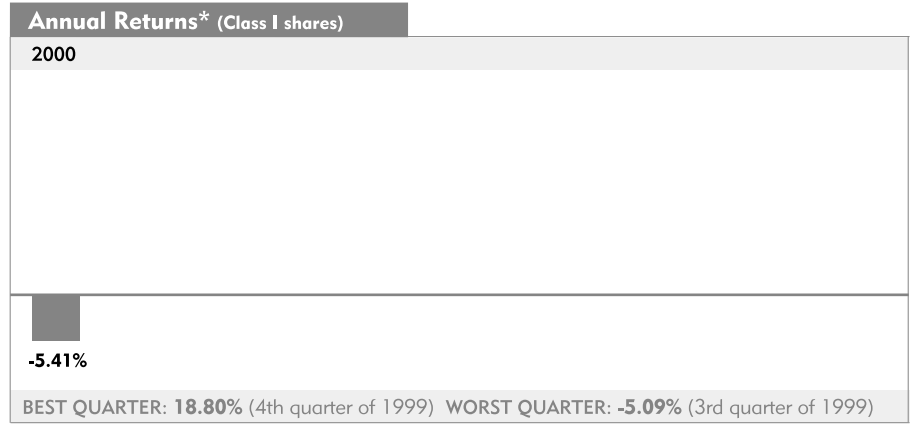 Annual Returns* (Class I shares)
2000
-5.41%
BEST QUARTER: 18.80% (4th quarter of 1999) WORST QUARTER: -5.09% (3rd quarter of 1999)